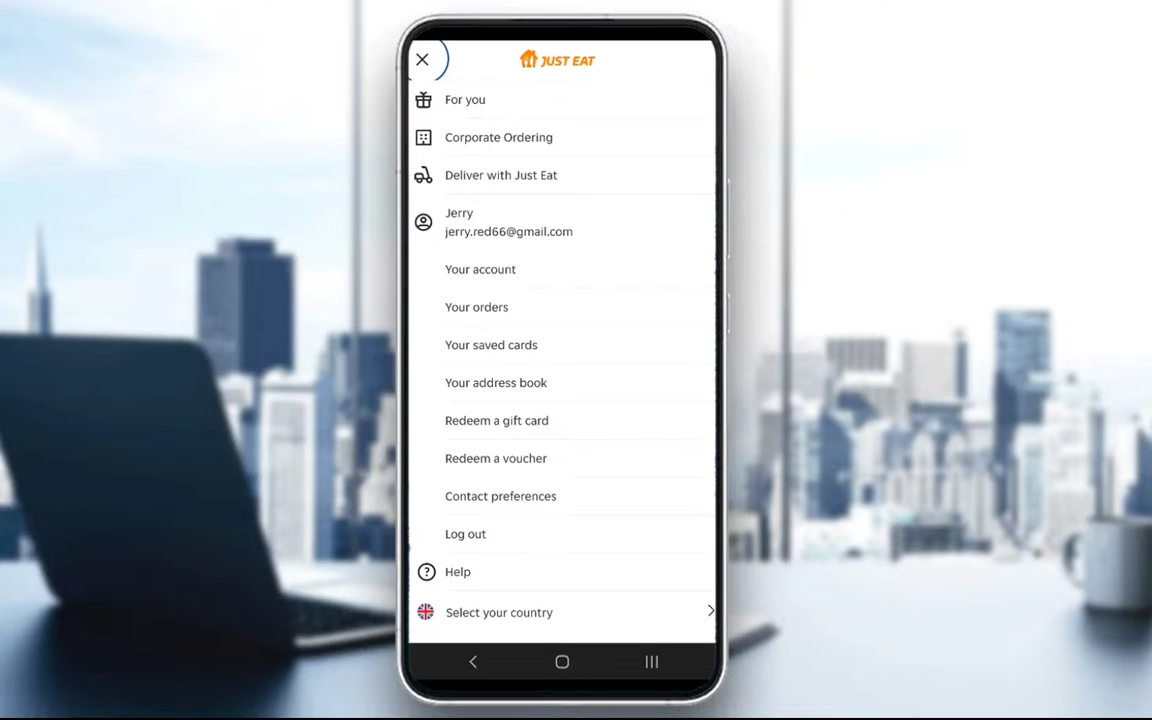 JUST EAT
For you
Corporate Ordering
Deliver with Just Eat
Jerry
jerry.red66@gmail.com
Your account
Your orders
Your saved cards
Your address book
Redeem a gift card
Redeem a voucher
Contact preferences
Log out
Help
Select your country